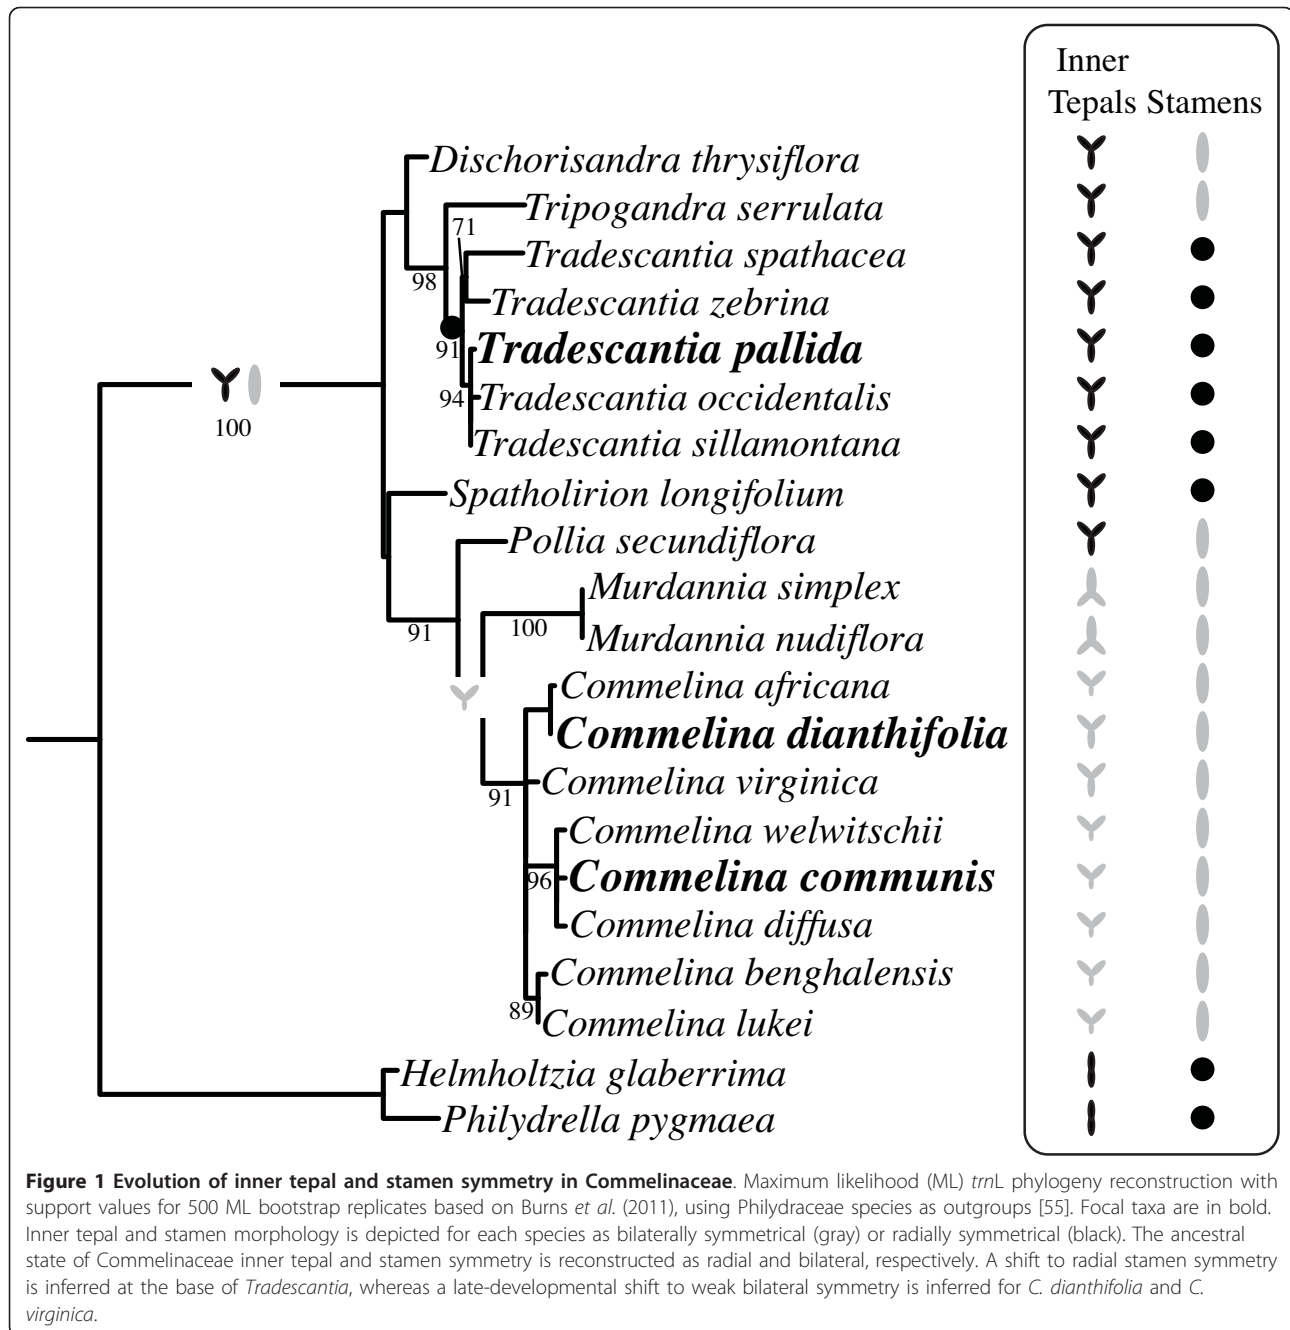 Inner
Tepals Stamens
Dischorisandra thrysiflora
Tripogandra serrulata
71
Tradescantia spathacea
98
Tradescantia zebrina
91
Tradescantia pallida
94
Tradescantia occidentalis
100
Tradescantia sillamontana
Spatholirion longifolium
Pollia secundiflora
Murdannia simplex
91
100
Murdannia nudiflora
Commelina africana
Commelina dianthifolia
91
Commelina virginica
Commelina welwitschii
96
Commelina communis
Commelina diffusa
Commelina benghalensis
89
Commelina lukei
Helmholtzia glaberrima
Philydrella pygmaea
Figure 1 Evolution of inner tepal and stamen symmetry in Commelinaceae. Maximum likelihood (ML) trnL phylogeny reconstruction with
support values for 500 ML bootstrap replicates based on Burns et al. (2011), using Philydraceae species as outgroups [55]. Focal taxa are in bold.
Inner tepal and stamen morphology is depicted for each species as bilaterally symmetrical (gray) or radially symmetrical (black). The ancestral
state of Commelinaceae inner tepal and stamen symmetry is reconstructed as radial and bilateral, respectively. A shift to radial stamen symmetry
is inferred at the base of Tradescantia, whereas a late-developmental shift to weak bilateral symmetry is inferred for C. dianthifolia and C.
virginica.